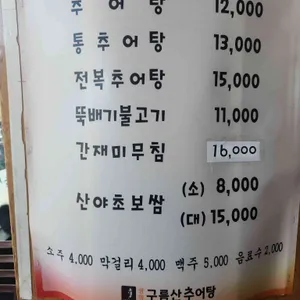 추어탕 12,000
통추어탕 13,000
전복추어탕 15,000
뚝배기불고기 11,000
간재미무침 16,000
산야초보쌈 (소) 8,000
(대) 15,000
소주 4,000 막걸리 4,000 맥주 5,000 음료수 2,000
구름산추어탕